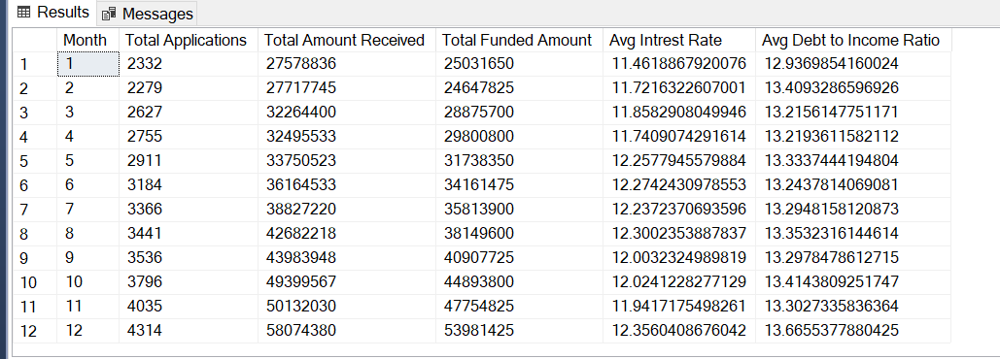 Results Messages
Month Total Applications Total Amount Received Total Funded Amount Avg Intrest Rate Avg Debt to Income Ratio
1 1 2332 27578836 25031650 11.4618867920076 12.9369854160024
2 2 2279 27717745 24647825 11.7216322607001 13.4093286596926
3 3 2627 32264400 28875700 11.8582908049946 13.2156147751171
4 4 2755 32495533 29800800 11.7409074291614 13.2193611582112
5 5 2911 33750523 31738350 12.2577945579884 13.3337444194804
6 6 3184 36164533 34161475 12.2742430978553 13.2437814069081
7 7 3366 38827220 35813900 12.2372370693596 13.2948158120873
8 8 3441 42682218 38149600 12.3002353887837 13.3532316144614
9 9 3536 43983948 40907725 12.0032324989819 13.2978478612715
10 10 3796 49399567 44893800 12.0241228277129 13.4143809251747
11 11 4035 50132030 47754825 11.9417175498261 13.3027335836364
12 12 4314 58074380 53981425 12.3560408676042 13.6655377880425